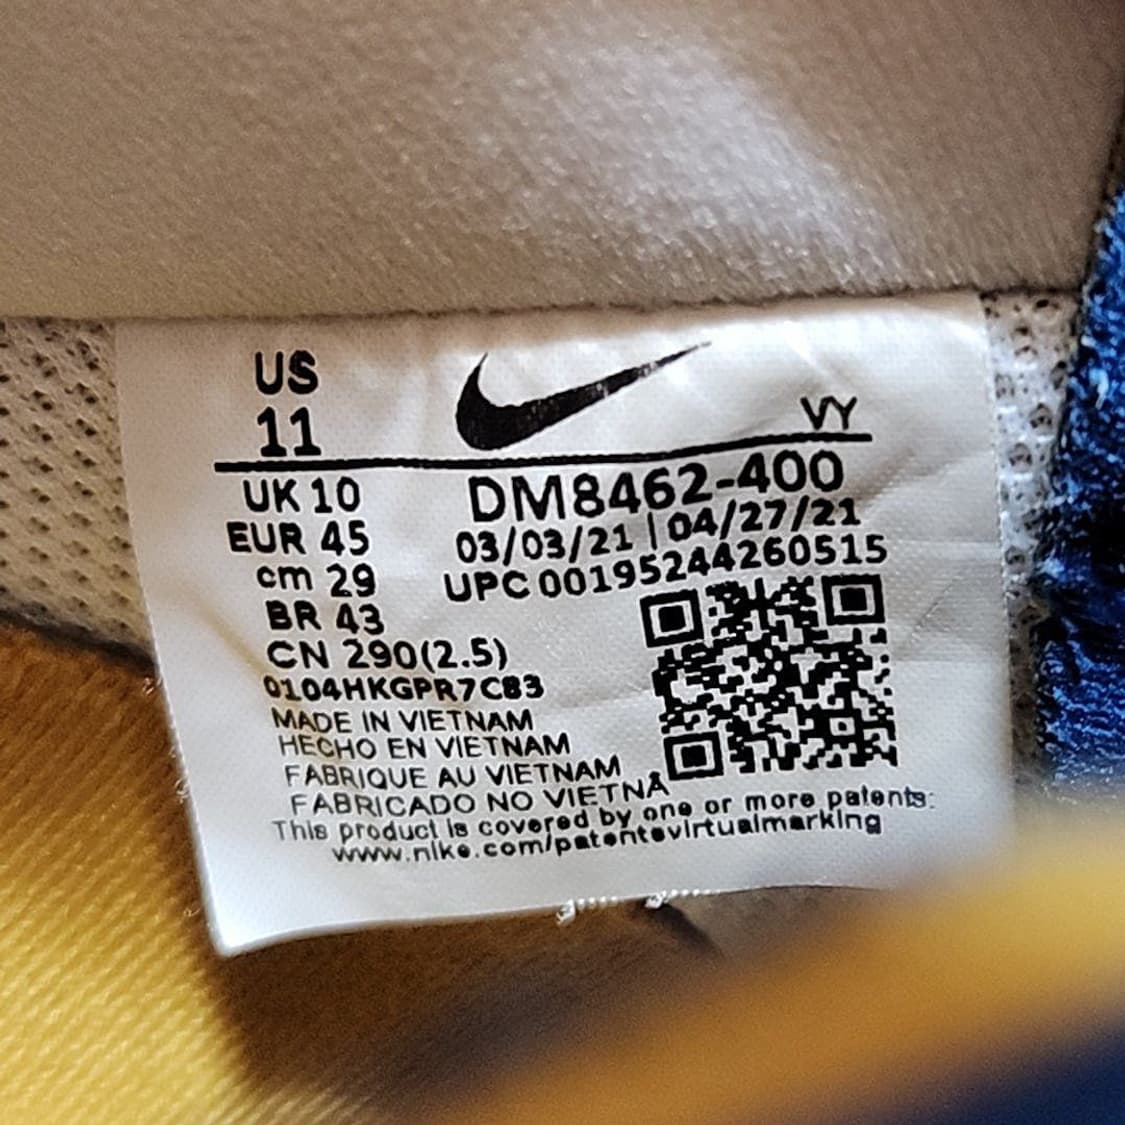 US
11
VY
UK 10
EUR 45
cm 29
BR 43
CN 290(2.5)
DM8462-400
03/03/21 | 04/27/21
UPC 00195244260515
0104HKGPR7C83
MADE IN VIETNAM
HECHO EN VIETNAM
FABRIQUE AU VIETNAM
FABRICADO NO VIETNÃ
This product is covered by one or more patents:
www.nike.com/patentsvirtualmarking